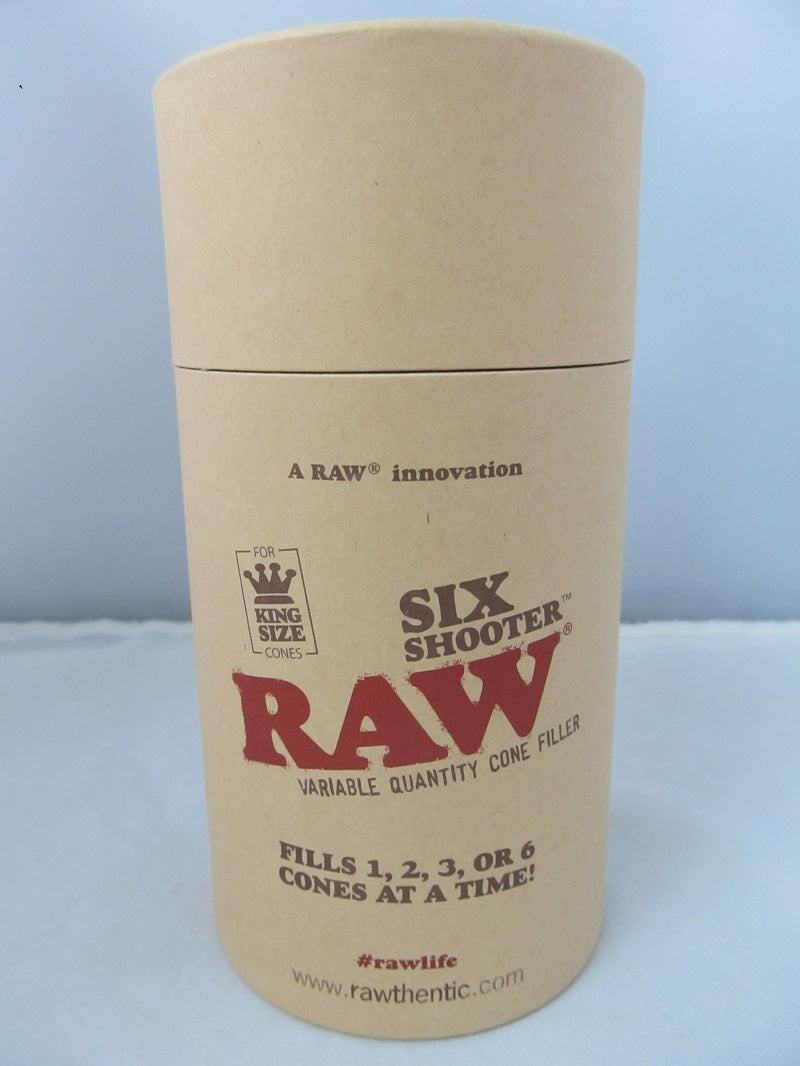 A RAW® innovation
FOR
KING
SIZE
CONES
SIX
SHOOTER™
RAW®
VARIABLE QUANTITY CONE FILLER
FILLS 1, 2, 3, OR 6
CONES AT A TIME!
#rawlife
www.rawthentic.com